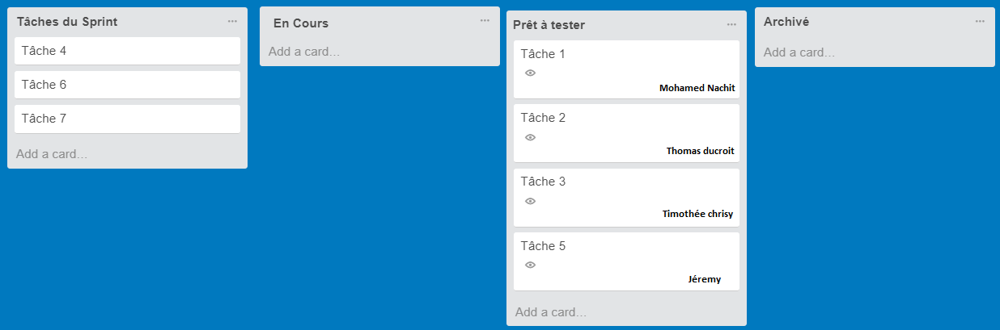 Tâches du Sprint
Tâche 4
Tâche 6
Tâche 7
Add a card...
En Cours
Add a card...
Prêt à tester
Tâche 1
Mohamed Nachit
Tâche 2
Thomas ducroit
Tâche 3
Timothée chrisy
Tâche 5
Jéremy
Add a card...
Archivé
Add a card...